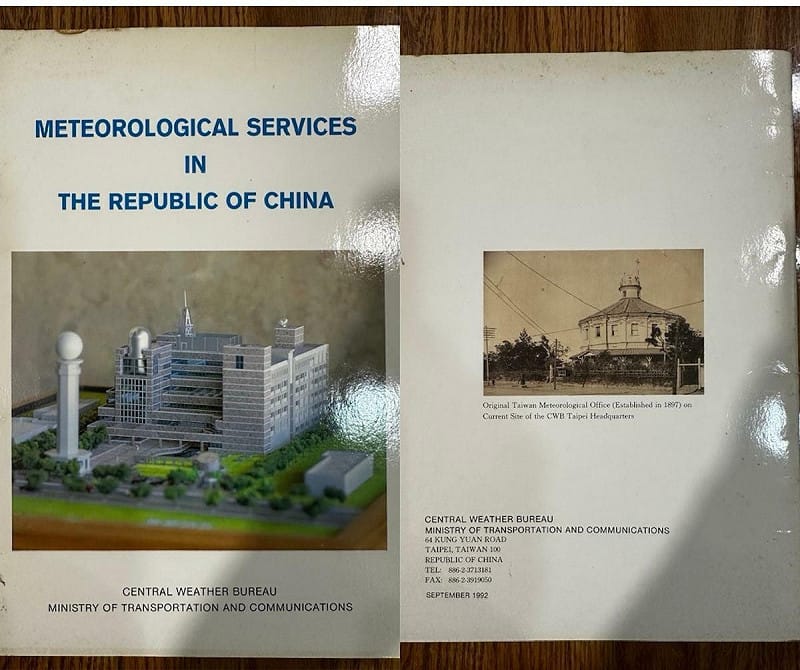 METEOROLOGICAL SERVICES
IN
THE REPUBLIC OF CHINA
CENTRAL WEATHER BUREAU
MINISTRY OF TRANSPORTATION AND COMMUNICATIONS
Original Taiwan Meteorological Office (Established in 1897) on
Current Site of the CWB Taipei Headquarters
CENTRAL WEATHER BUREAU
MINISTRY OF TRANSPORTATION AND COMMUNICATIONS
64 KUNG YUAN ROAD
TAIPEI, TAIWAN 100
REPUBLIC OF CHINA
TEL: 886-2-3713181
FAX: 886-2-3919050
SEPTEMBER 1992